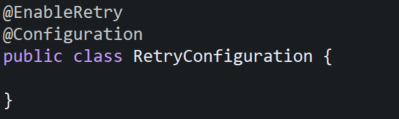 @EnableRetry
@Configuration
public class RetryConfiguration {
}